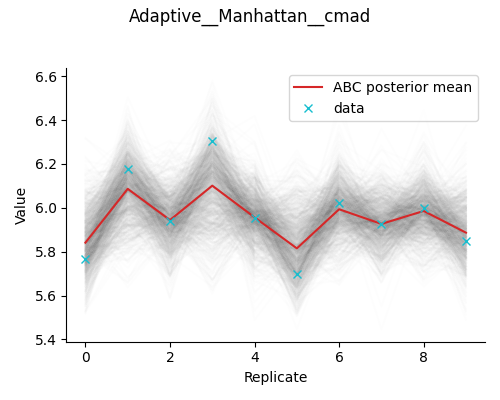 Adaptive__Manhattan__cmad
ABC posterior mean
data
Value
6.6
6.4
6.2
6.0
5.8
5.6
5.4
0 2 4 6 8
Replicate